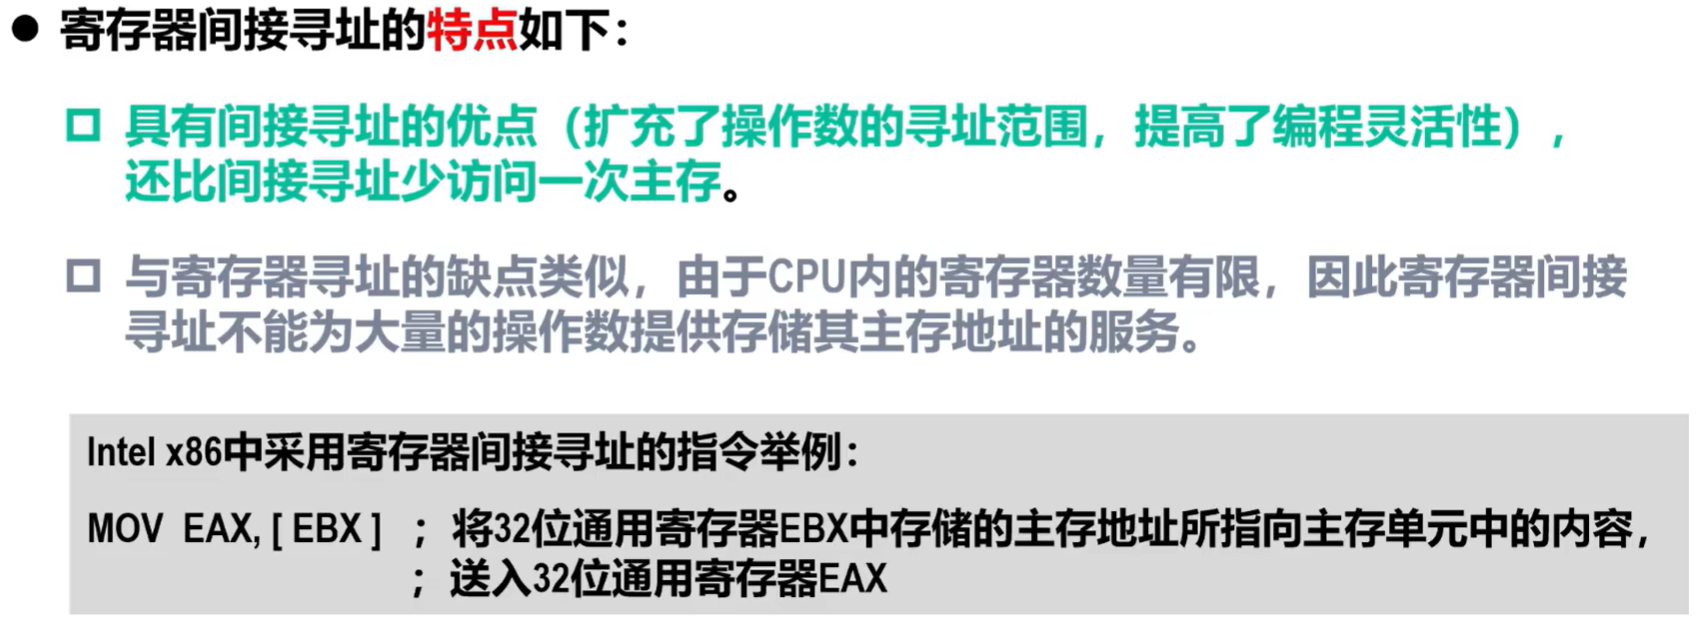 ● 寄存器间接寻址的特点如下：
具有间接寻址的优点（扩充了操作数的寻址范围，提高了编程灵活性），
还比间接寻址少访问一次主存。
与寄存器寻址的缺点类似，由于CPU内的寄存器数量有限，因此寄存器间接
寻址不能为大量的操作数提供存储其主存地址的服务。
Intel x86中采用寄存器间接寻址的指令举例：
MOV EAX, [ EBX ] ；将32位通用寄存器EBX中存储的主存地址所指向主存单元中的内容，
；送入32位通用寄存器EAX